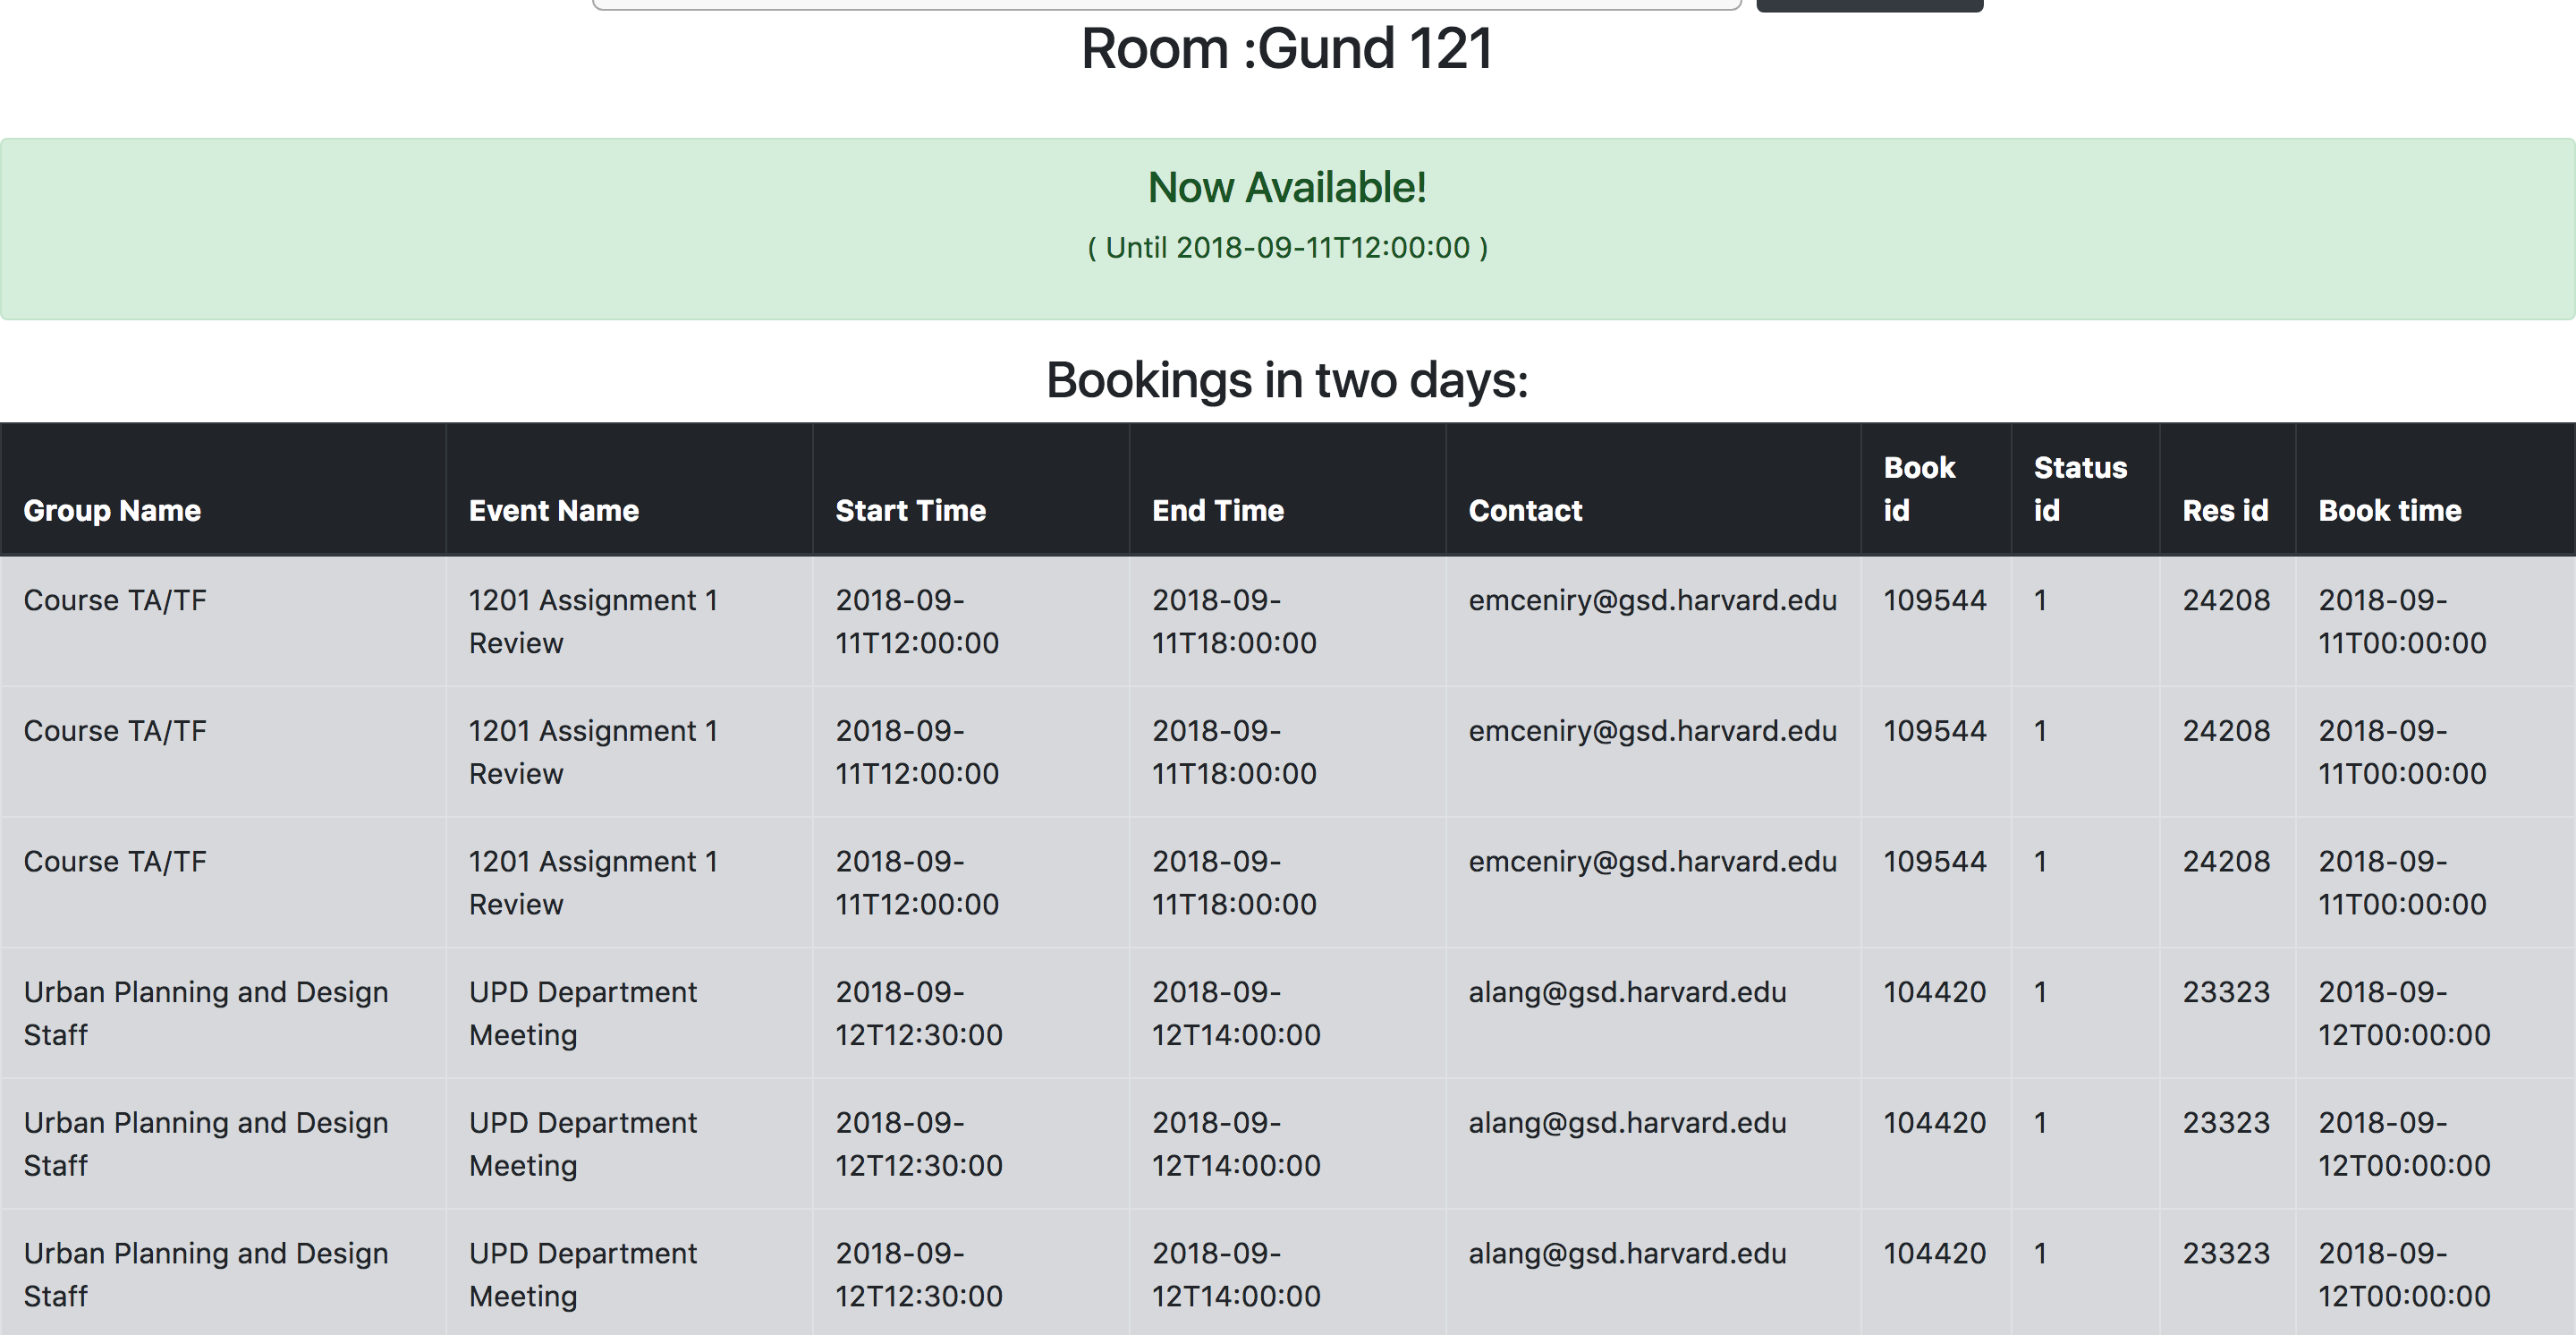 Room :Gund 121
Now Available!
( Until 2018-09-11T12:00:00 )
Bookings in two days:
Group Name Event Name Start Time End Time Contact Book id Status id Res id Book time
Course TA/TF 1201 Assignment 1 2018-09- 2018-09- emceniry@gsd.harvard.edu 109544 1 24208 2018-09-
Review 11T12:00:00 11T18:00:00 11T00:00:00
Course TA/TF 1201 Assignment 1 2018-09- 2018-09- emceniry@gsd.harvard.edu 109544 1 24208 2018-09-
Review 11T12:00:00 11T18:00:00 11T00:00:00
Course TA/TF 1201 Assignment 1 2018-09- 2018-09- emceniry@gsd.harvard.edu 109544 1 24208 2018-09-
Review 11T12:00:00 11T18:00:00 11T00:00:00
Urban Planning and Design UPD Department 2018-09- 2018-09- alang@gsd.harvard.edu 104420 1 23323 2018-09-
Staff Meeting 12T12:30:00 12T14:00:00 12T00:00:00
Urban Planning and Design UPD Department 2018-09- 2018-09- alang@gsd.harvard.edu 104420 1 23323 2018-09-
Staff Meeting 12T12:30:00 12T14:00:00 12T00:00:00
Urban Planning and Design UPD Department 2018-09- 2018-09- alang@gsd.harvard.edu 104420 1 23323 2018-09-
Staff Meeting 12T12:30:00 12T14:00:00 12T00:00:00